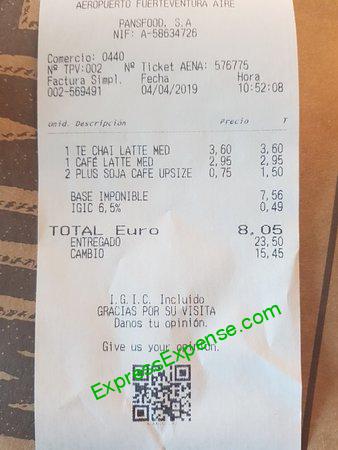 AEROPUERTO FUERTEVENTURA AIRE
PANSFOOD, S.A
NIF: A-58634726
Comercio: 0440
Nº TPV:002 Nº Ticket AENA: 576775
Factura Simpl. Fecha Hora
002-569491 04/04/2019 10:52:08
Unid. Descripción Precio T
1 TE CHAI LATTE MED 3,60 3,60
1 CAFÉ LATTE MED 2,95 2,95
2 PLUS SOJA CAFE UPSIZE 0,75 1,50
BASE IMPONIBLE 7,56
IGIC 6,5% 0,49
TOTAL Euro 8,05
ENTREGADO 23,50
CAMBIO 15,45
I.G.I.C. Incluido
GRACIAS POR SU VISITA
Danos tu opinión.
Give us your opinion.
ExpressExpense.com